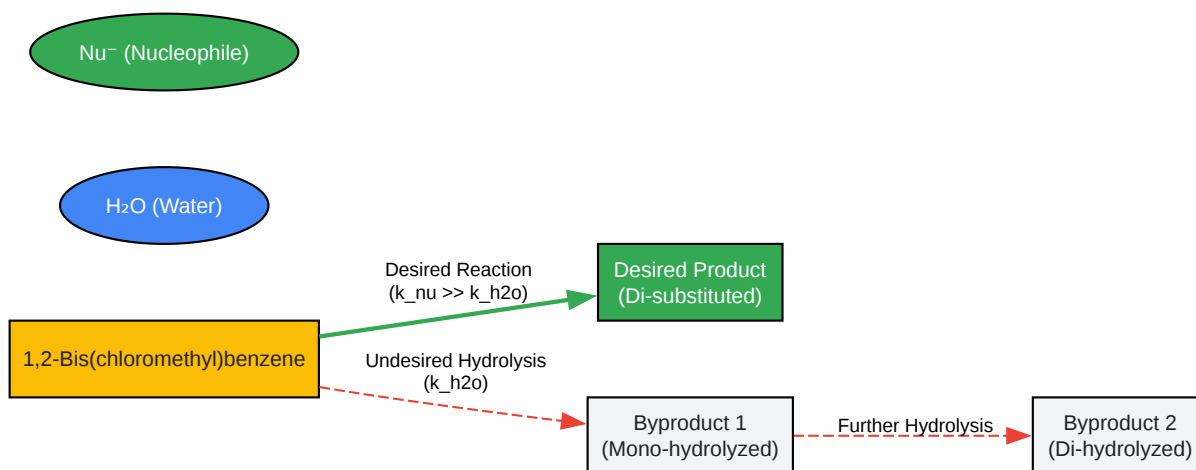 Nu⁻ (Nucleophile)
H₂O (Water)
Desired Reaction
(k_nu >> k_h2o)
Desired Product
(Di-substituted)
1,2-Bis(chloromethyl)benzene
Undesired Hydrolysis
(k_h2o)
Byproduct 1
(Mono-hydrolyzed)
Further Hydrolysis
Byproduct 2
(Di-hydrolyzed)